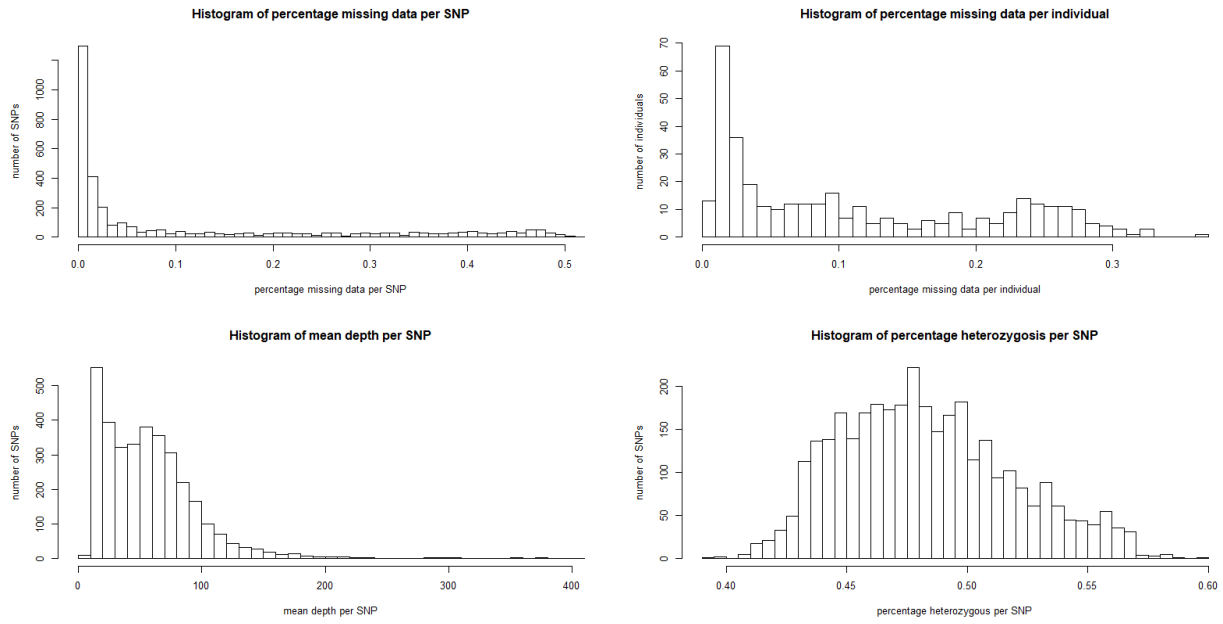 Histogram of percentage missing data per SNP
number of SNPs
0 200 400 600 800 1000
0.0 0.1 0.2 0.3 0.4 0.5
percentage missing data per SNP
Histogram of percentage missing data per individual
number of individuals
0 10 20 30 40 50 60 70
0.0 0.1 0.2 0.3
percentage missing data per individual
Histogram of mean depth per SNP
number of SNPs
0 100 200 300 400 500
0 100 200 300 400
mean depth per SNP
Histogram of percentage heterozygosis per SNP
number of SNPs
0 50 100 150 200
0.40 0.45 0.50 0.55 0.60
percentage heterozygous per SNP